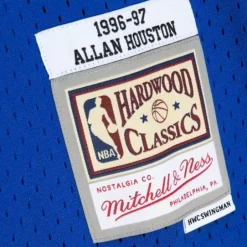 1996-97
ALLAN HOUSTON
HARDWOOD
CLASSICS
NBA
NOSTALGIA CO.
Mitchell & Ness
PHILADELPHIA, PA.
HWCSWINGMAN